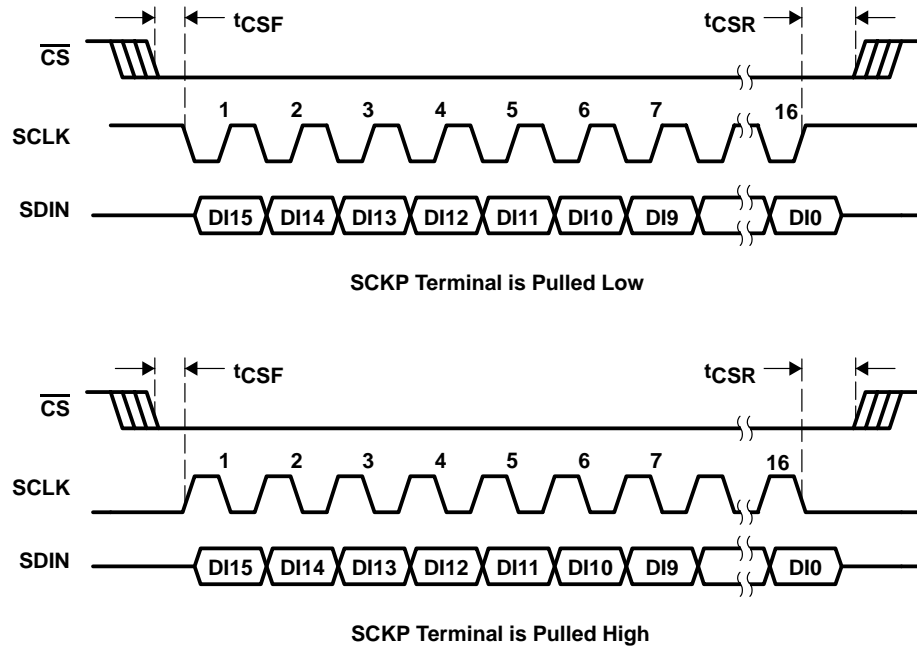 tCSF tCSR
CS
1 2 3 4 5 6 7 16
SCLK
SDIN DI15 DI14 DI13 DI12 DI11 DI10 DI9 DI0
SCKP Terminal is Pulled Low
tCSF tCSR
CS
1 2 3 4 5 6 7 16
SCLK
SDIN DI15 DI14 DI13 DI12 DI11 DI10 DI9 DI0
SCKP Terminal is Pulled High